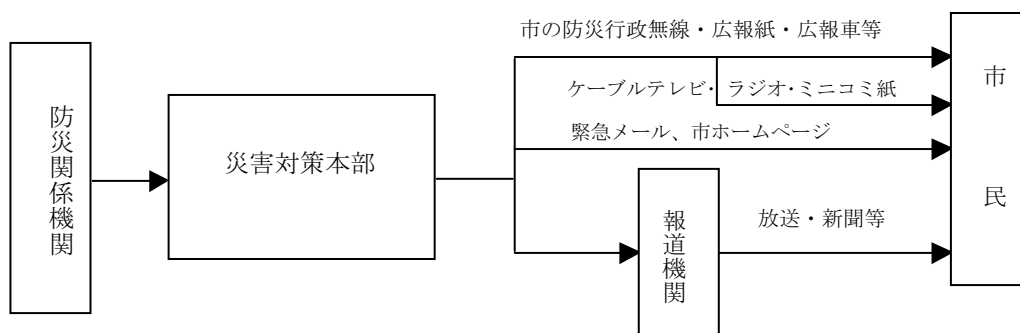 市の防災行政無線・広報紙・広報車等
ケーブルテレビ・ ラジオ・ミニコミ紙
緊急メール、市ホームページ
防災関係機関
災害対策本部
報道機関
放送・新聞等
市民